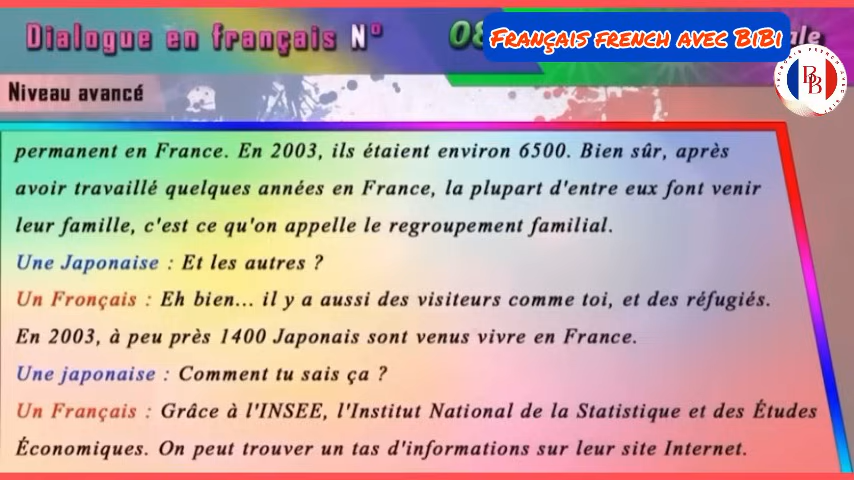 Dialogue en français N° 08
Français french avec BiBi
Niveau avancé
permanent en France. En 2003, ils étaient environ 6500. Bien sûr, après
avoir travaillé quelques années en France, la plupart d'entre eux font venir
leur famille, c'est ce qu'on appelle le regroupement familial.
Une Japonaise : Et les autres ?
Un Fronçais : Eh bien... il y a aussi des visiteurs comme toi, et des réfugiés.
En 2003, à peu près 1400 Japonais sont venus vivre en France.
Une japonaise : Comment tu sais ça ?
Un Français : Grâce à l'INSEE, l'Institut National de la Statistique et des Études
Économiques. On peut trouver un tas d'informations sur leur site Internet.